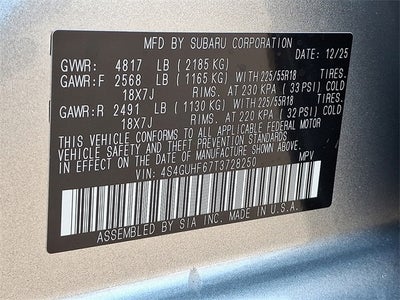 MFD BY SUBARU CORPORATION 12/25
GVWR: 4817 LB ( 2185 KG)
GAWR:F 2568 LB ( 1165 KG) WITH 225/55R18 TIRES.
18X7J RIMS. AT 230 KPA ( 33 PSI) COLD
GAWR:R 2491 LB ( 1130 KG) WITH 225/55R18 TIRES.
18X7J RIMS. AT 220 KPA ( 32 PSI) COLD
THIS VEHICLE CONFORMS TO ALL APPLICABLE FEDERAL MOTOR
VEHICLE SAFETY AND THEFT PREVENTION STANDARDS
IN EFFECT ON THE DATE OF MANUFACTURE SHOWN ABOVE.
VIN: 4S4GUHF67T3728250 MPV
ASSEMBLED BY SIA INC. MADE IN U.S.A.